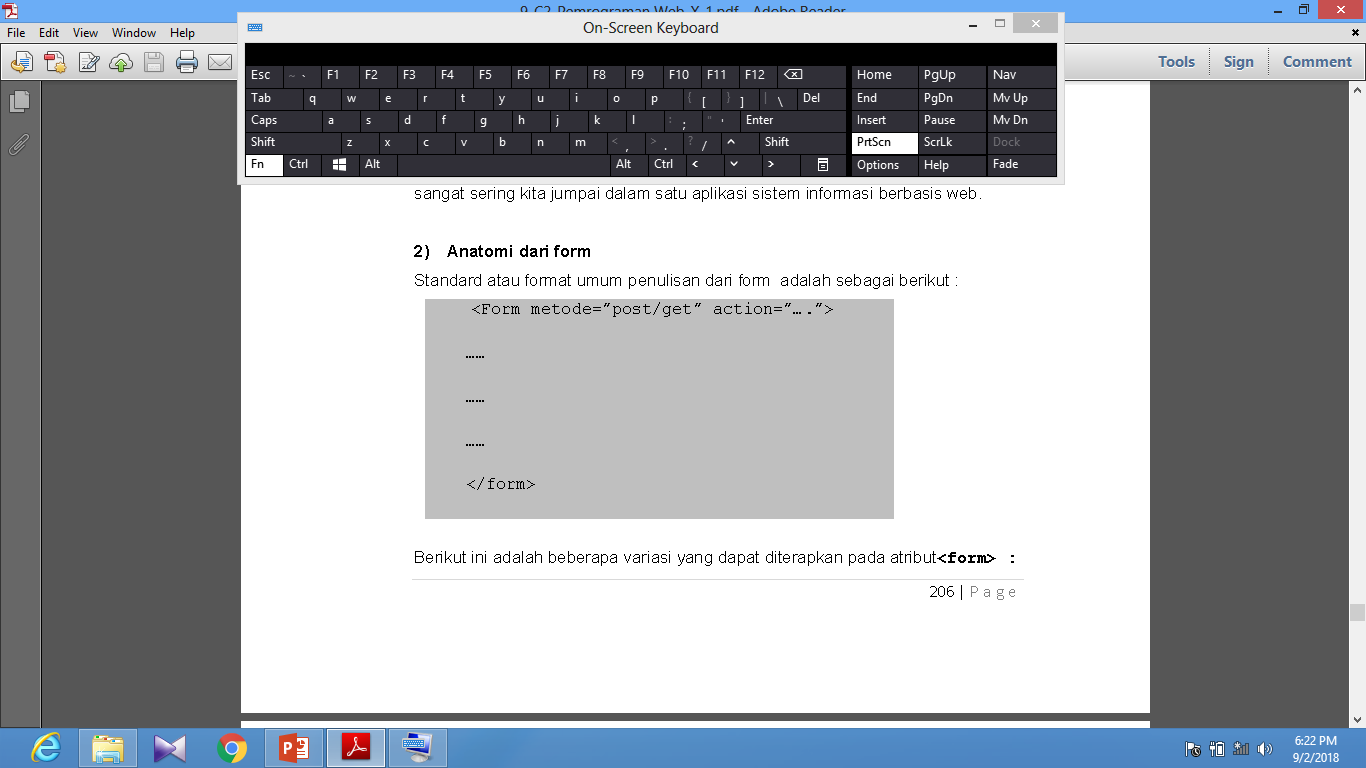 9_C2_Pemrograman Web_X_1.pdf - Adobe Reader
File Edit View Window Help
On-Screen Keyboard
Tools Sign Comment
Esc ~ ` F1 F2 F3 F4 F5 F6 F7 F8 F9 F10 F11 F12 Home PgUp Nav
Tab q w e r t y u i o p { [ } ] | \ Del End PgDn Mv Up
Caps a s d f g h j k l : ; " ' Enter Insert Pause Mv Dn
Shift z x c v b n m < , > . ? / ^ Shift PrtScn ScrLk Dock
Fn Ctrl Alt Alt Ctrl < v > Options Help Fade
sangat sering kita jumpai dalam satu aplikasi sistem informasi berbasis web.
2) Anatomi dari form
Standard atau format umum penulisan dari form adalah sebagai berikut :
<Form metode=”post/get” action=”….”>
……
……
……
</form>
Berikut ini adalah beberapa variasi yang dapat diterapkan pada atribut<form> :
206 | Page
6:22 PM
9/2/2018